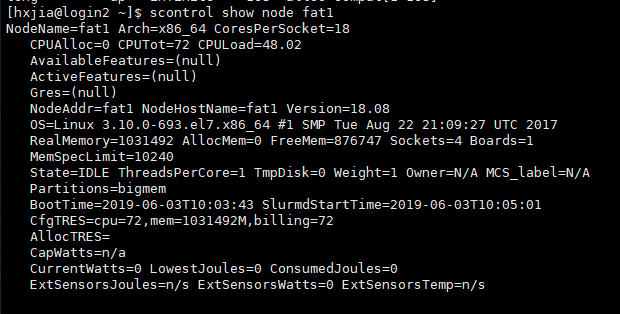 [hxjia@login2 ~]$ scontrol show node fat1
NodeName=fat1 Arch=x86_64 CoresPerSocket=18
CPUAlloc=0 CPUTot=72 CPULoad=48.02
AvailableFeatures=(null)
ActiveFeatures=(null)
Gres=(null)
NodeAddr=fat1 NodeHostName=fat1 Version=18.08
OS=Linux 3.10.0-693.el7.x86_64 #1 SMP Tue Aug 22 21:09:27 UTC 2017
RealMemory=1031492 AllocMem=0 FreeMem=876747 Sockets=4 Boards=1
MemSpecLimit=10240
State=IDLE ThreadsPerCore=1 TmpDisk=0 Weight=1 Owner=N/A MCS_label=N/A
Partitions=bigmem
BootTime=2019-06-03T10:03:43 SlurmdStartTime=2019-06-03T10:05:01
CfgTRES=cpu=72,mem=1031492M,billing=72
AllocTRES=
CapWatts=n/a
CurrentWatts=0 LowestJoules=0 ConsumedJoules=0
ExtSensorsJoules=n/s ExtSensorsWatts=0 ExtSensorsTemp=n/s